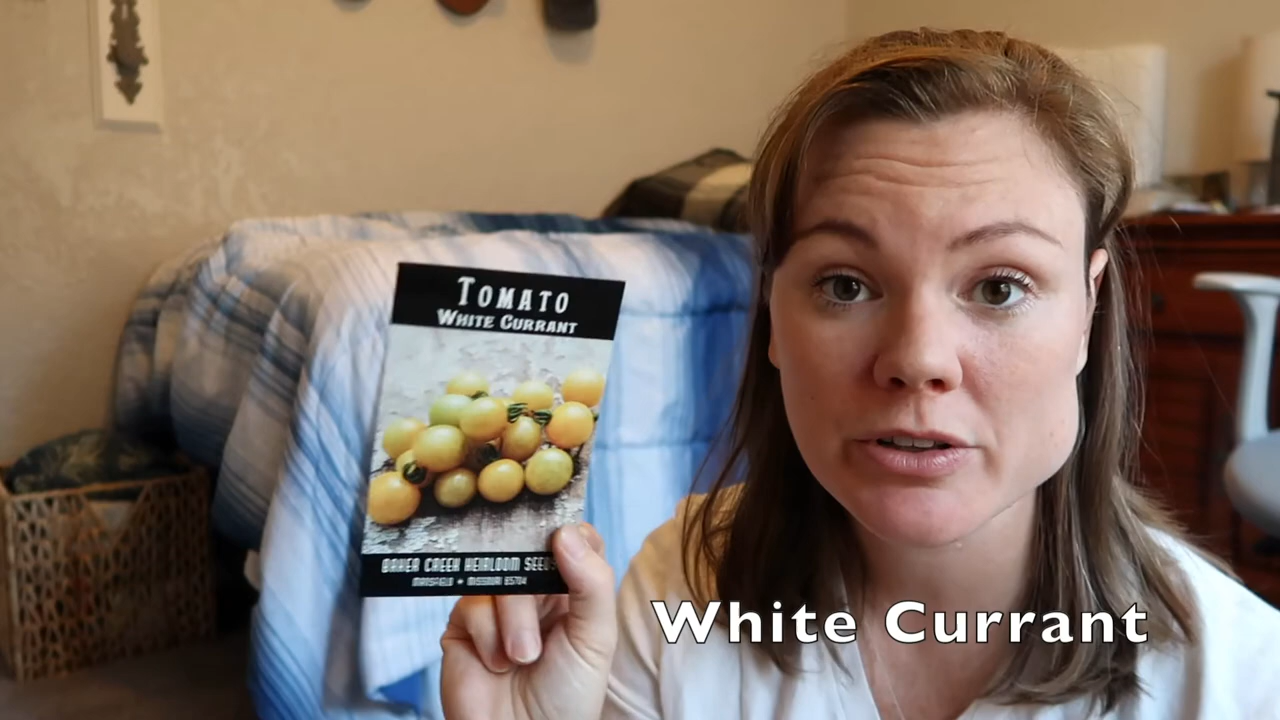 TOMATO
WHITE CURRANT
BAKER CREEK HEIRLOOM SEEDS
MANSFIELD • MISSOURI 65704
White Currant